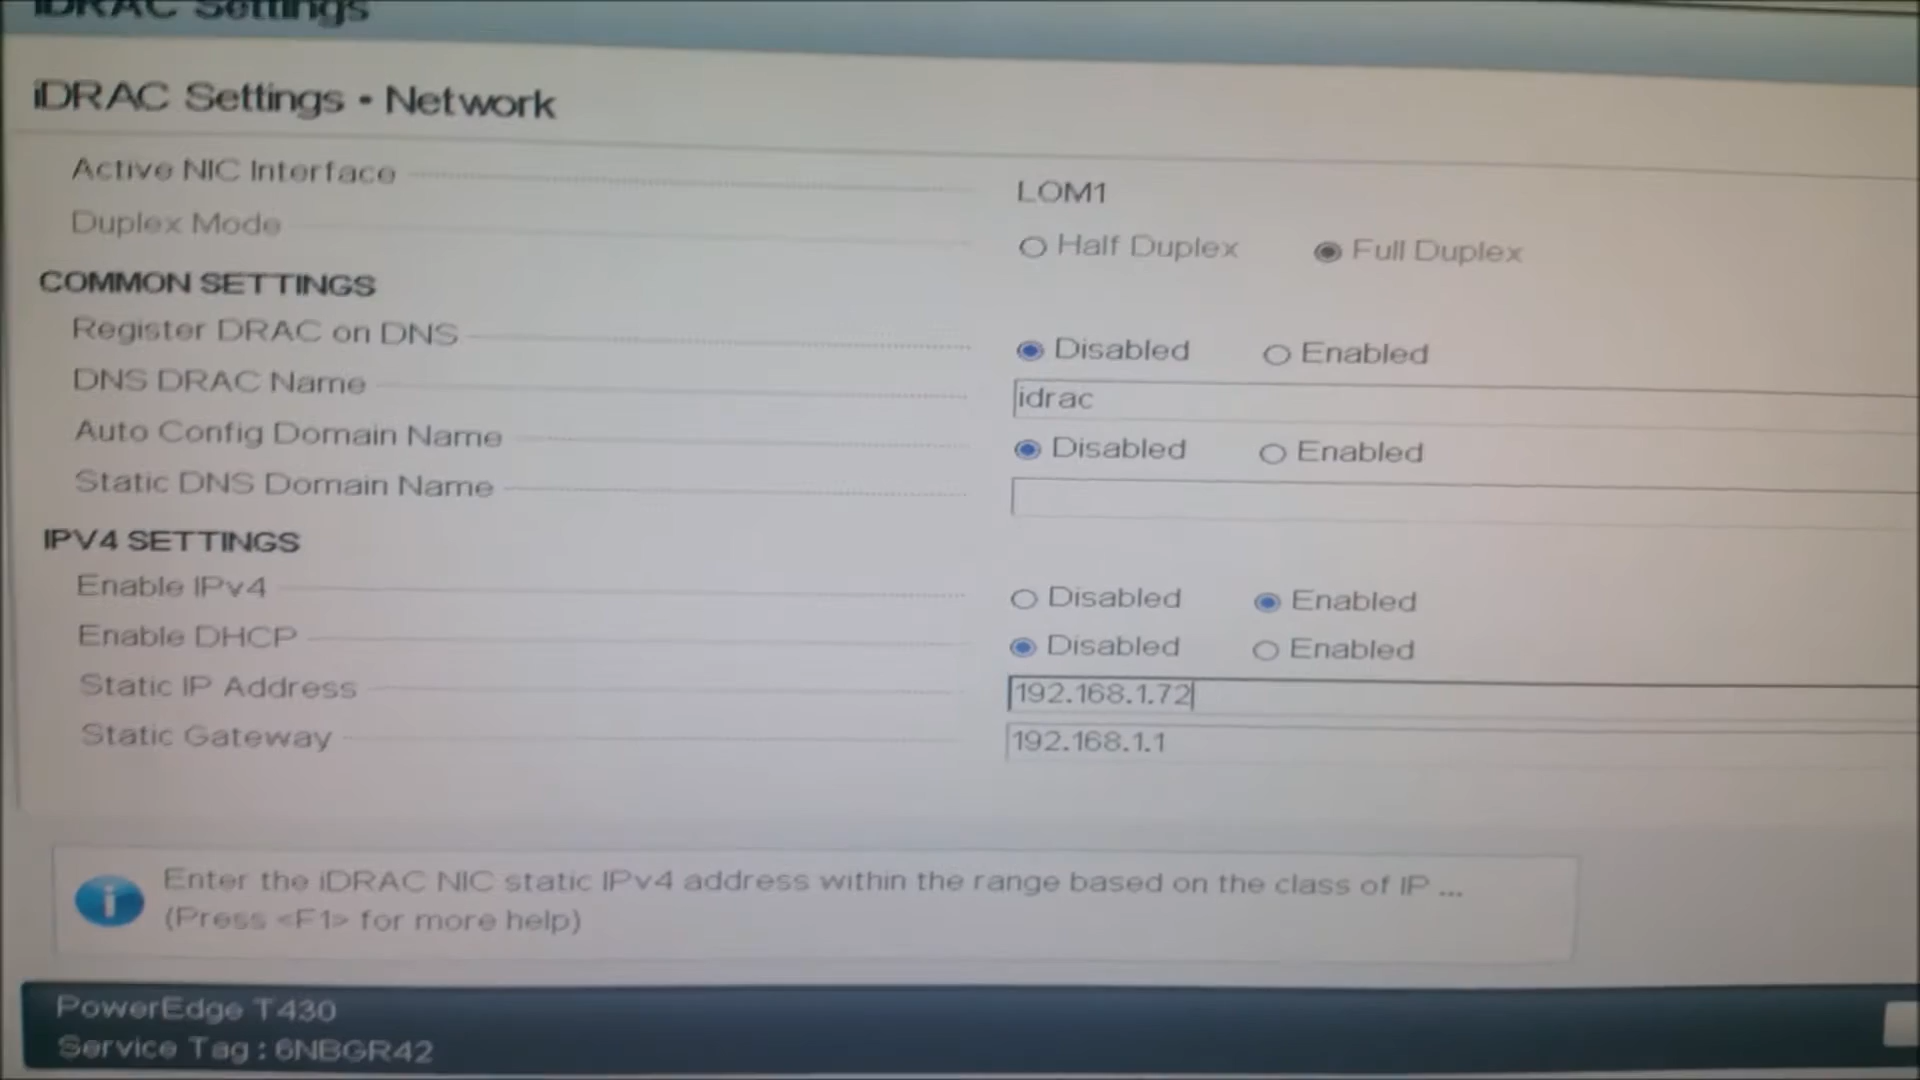 iDRAC Settings
iDRAC Settings • Network
Active NIC Interface LOM1
Duplex Mode Half Duplex Full Duplex
COMMON SETTINGS
Register DRAC on DNS Disabled Enabled
DNS DRAC Name idrac
Auto Config Domain Name Disabled Enabled
Static DNS Domain Name
IPV4 SETTINGS
Enable IPv4 Disabled Enabled
Enable DHCP Disabled Enabled
Static IP Address 192.168.1.72
Static Gateway 192.168.1.1
Enter the iDRAC NIC static IPv4 address within the range based on the class of IP ...
(Press <F1> for more help)
PowerEdge T430
Service Tag : 6NBGR42